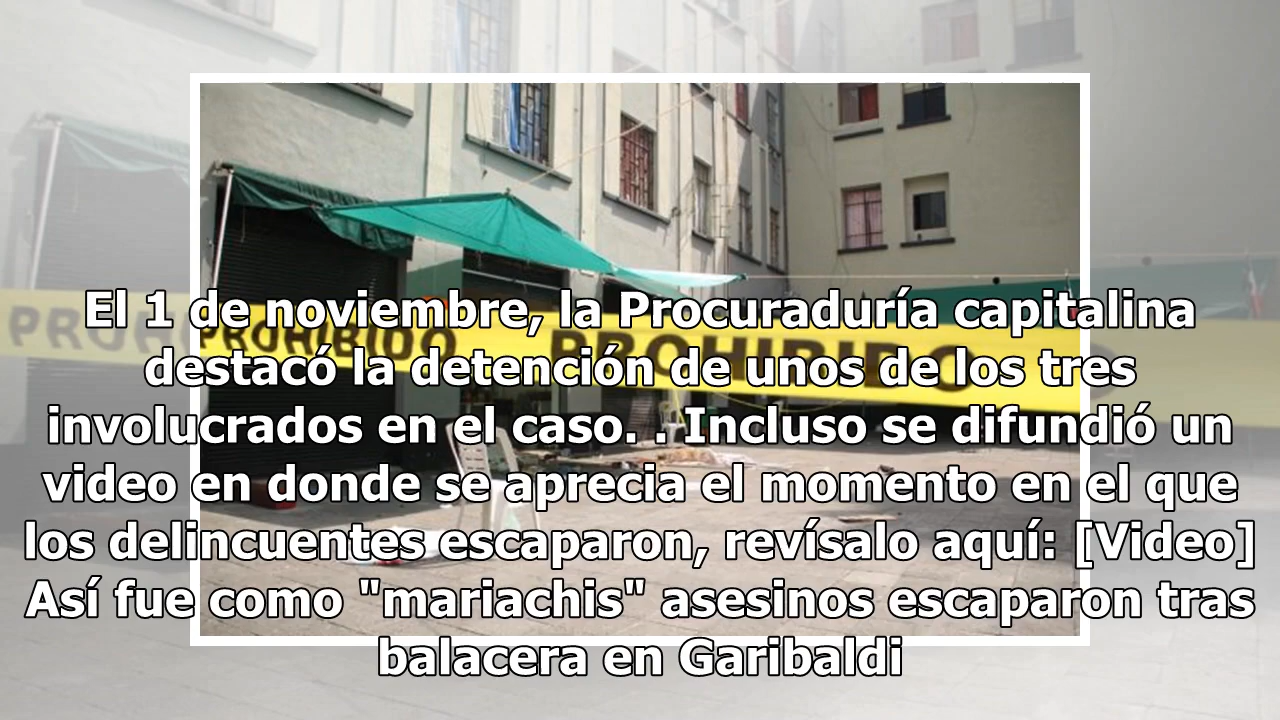 El 1 de noviembre, la Procuraduría capitalina
destacó la detención de unos de los tres
involucrados en el caso. . Incluso se difundió un
video en donde se aprecia el momento en el que
los delincuentes escaparon, revísalo aquí: [Video]
Así fue como "mariachis" asesinos escaparon tras
balacera en Garibaldi
PROHIBIDO PROHIBIDO